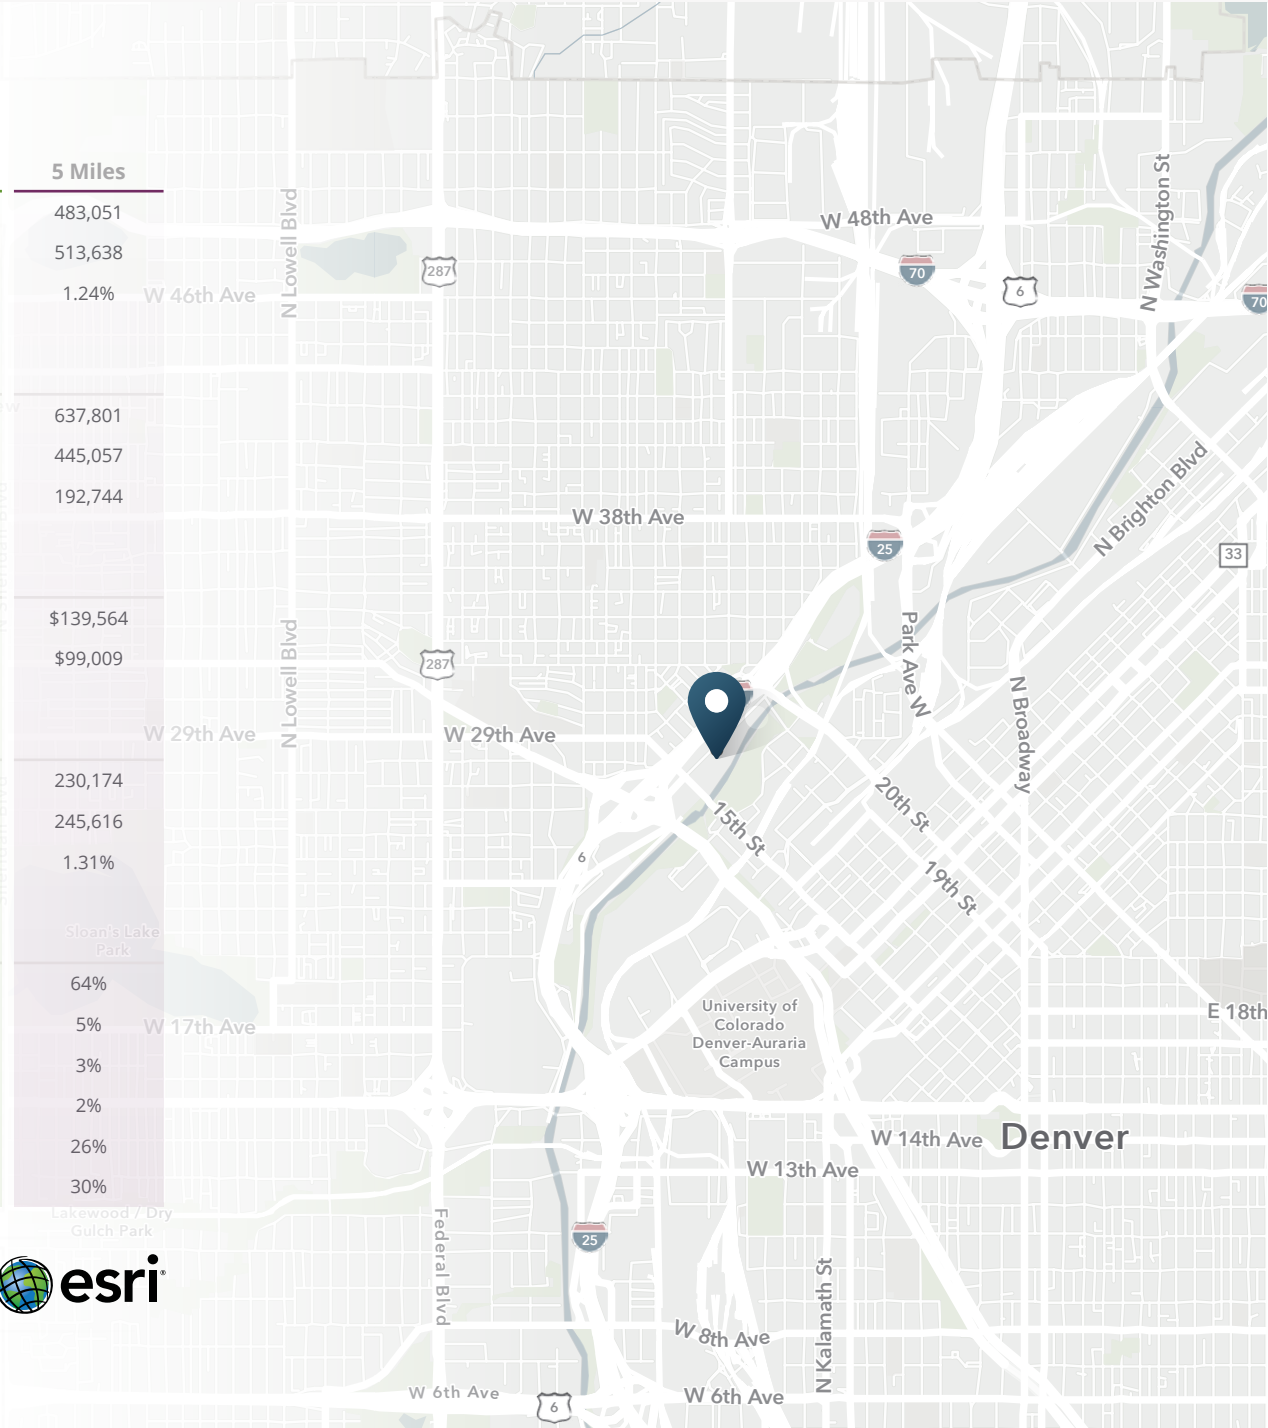 5 Miles
483,051
513,638
1.24%
637,801
445,057
192,744
$139,564
$99,009
230,174
245,616
1.31%
64%
5%
3%
2%
26%
30%
esri
W 48th Ave
N Washington St
N Lowell Blvd
287
70
6
70
W 46th Ave
N Brighton Blvd
W 38th Ave
25
33
Park Ave W
N Lowell Blvd
287
N Broadway
W 29th Ave
W 29th Ave
20th St
15th St
6
19th St
Sloan's Lake
Park
University of
Colorado
Denver-Auraria
Campus
E 18th
W 17th Ave
Denver
W 14th Ave
W 13th Ave
Lakewood / Dry
Gulch Park
Federal Blvd
25
N Kalamath St
W 8th Ave
W 6th Ave
6
W 6th Ave